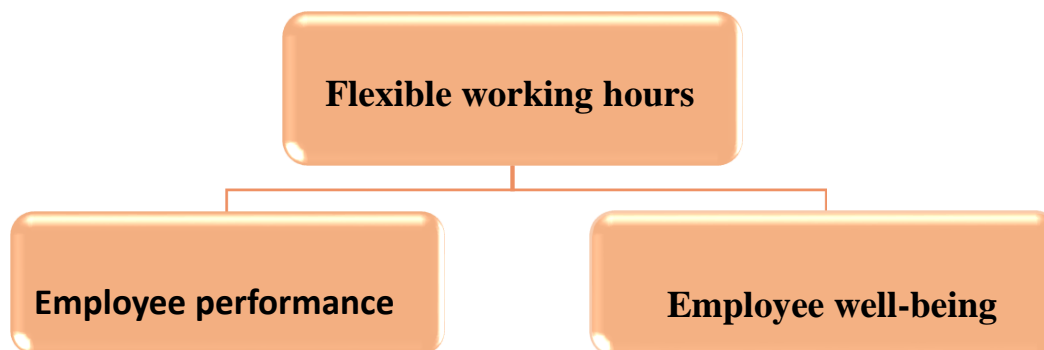 Flexible working hours
Employee performance
Employee well-being